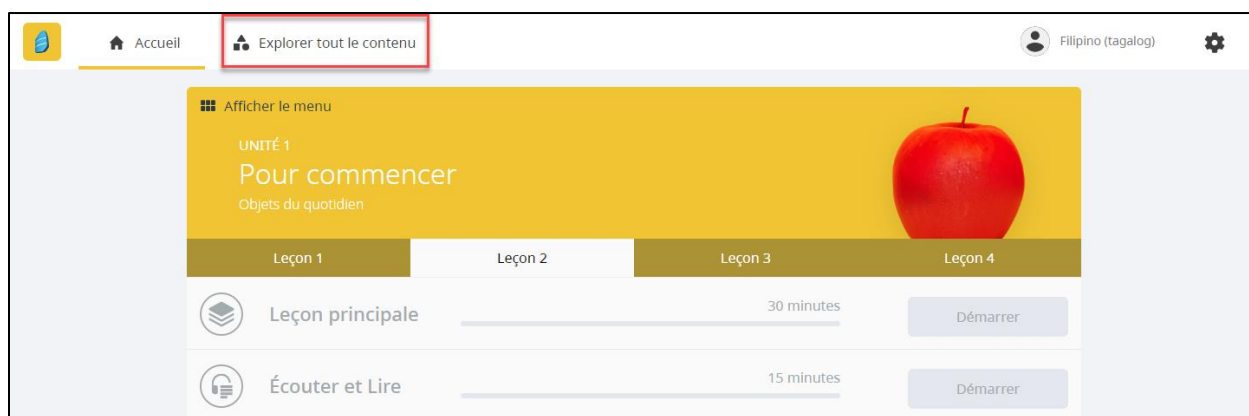 Accueil
Explorer tout le contenu
Filipino (tagalog)
Afficher le menu
UNITÉ 1
Pour commencer
Objets du quotidien
Leçon 1
Leçon 2
Leçon 3
Leçon 4
Leçon principale
30 minutes
Démarrer
Écouter et Lire
15 minutes
Démarrer